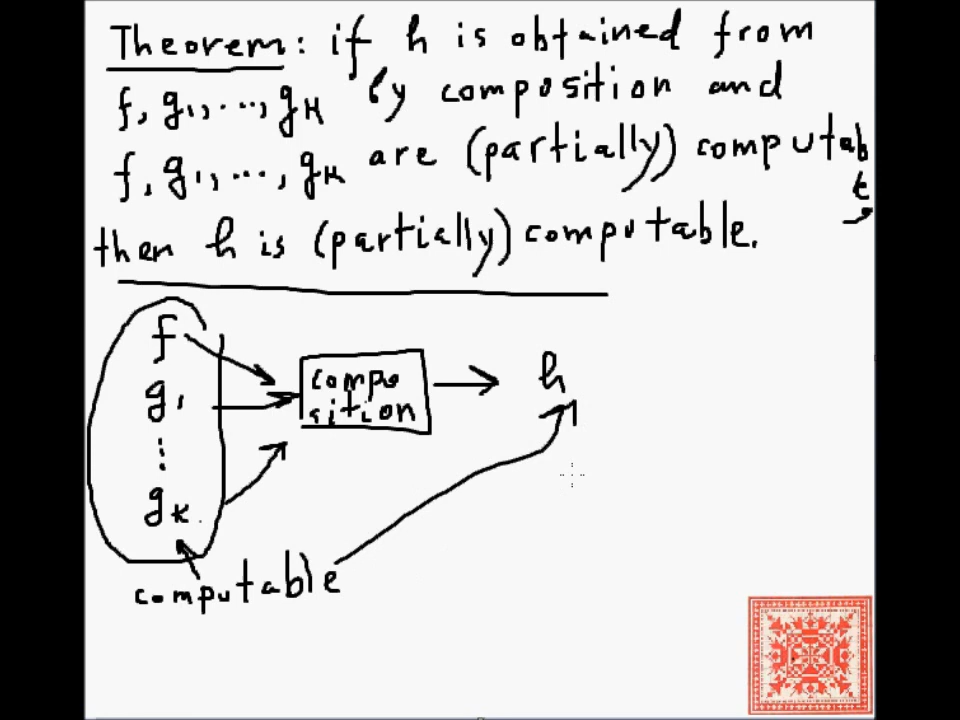 Theorem: if h is obtained from
f, g1, ..., gk by composition and
f, g1, ..., gk are (partially) computab
le
then h is (partially) computable.
f
g1
⋮
gk
compo
sition
h
computable